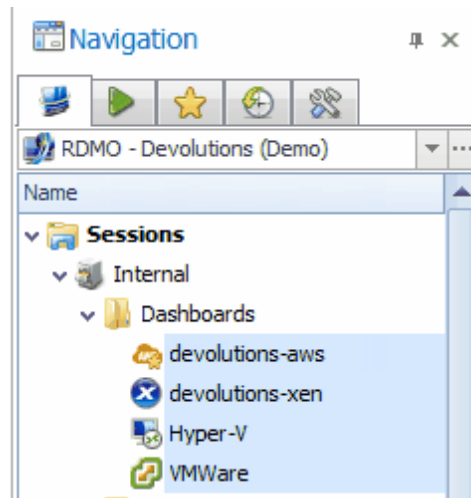 Navigation
RDMO - Devolutions (Demo)
Name
Sessions
Internal
Dashboards
devolutions-aws
devolutions-xen
Hyper-V
VMWare